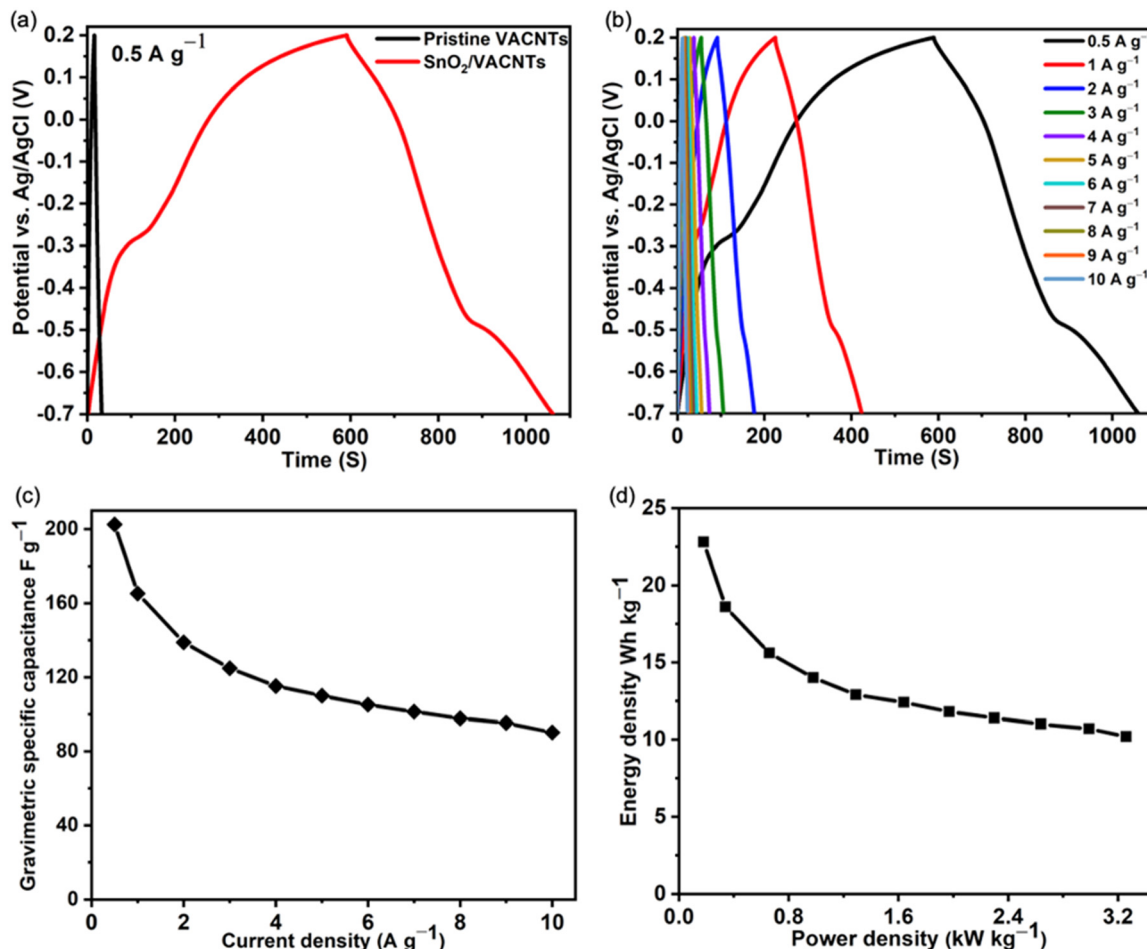 (a)
0.5 A g⁻¹
Pristine VACNTs
SnO₂/VACNTs
Potential vs. Ag/AgCl (V)
0.2
0.1
0.0
-0.1
-0.2
-0.3
-0.4
-0.5
-0.6
-0.7
0 200 400 600 800 1000
Time (S)
(b)
0.5 A g⁻¹
1 A g⁻¹
2 A g⁻¹
3 A g⁻¹
4 A g⁻¹
5 A g⁻¹
6 A g⁻¹
7 A g⁻¹
8 A g⁻¹
9 A g⁻¹
10 A g⁻¹
Potential vs. Ag/AgCl (V)
0.2
0.1
0.0
-0.1
-0.2
-0.3
-0.4
-0.5
-0.6
-0.7
0 200 400 600 800 1000
Time (S)
(c)
Gravimetric specific capacitance F g⁻¹
200
160
120
80
40
0
0 2 4 6 8 10
Current density (A g⁻¹)
(d)
Energy density Wh kg⁻¹
25
20
15
10
5
0
0.0 0.8 1.6 2.4 3.2
Power density (kW kg⁻¹)